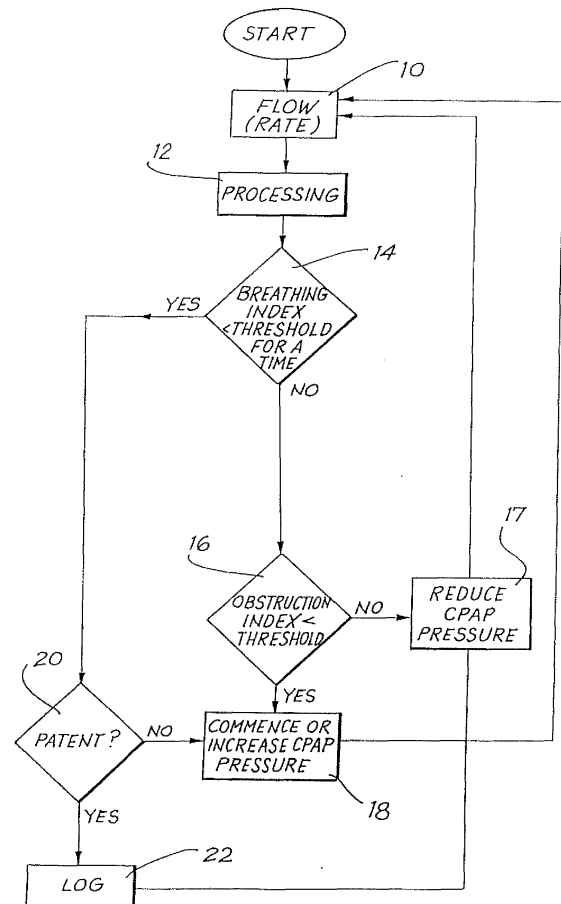 START
10
FLOW
(RATE)
12
PROCESSING
14
BREATHING
INDEX
<THRESHOLD
FOR A
TIME
YES
NO
16
OBSTRUCTION
INDEX <
THRESHOLD
NO
17
REDUCE
CPAP
PRESSURE
YES
20
PATENT?
NO
COMMENCE OR
INCREASE CPAP
PRESSURE
18
YES
22
LOG